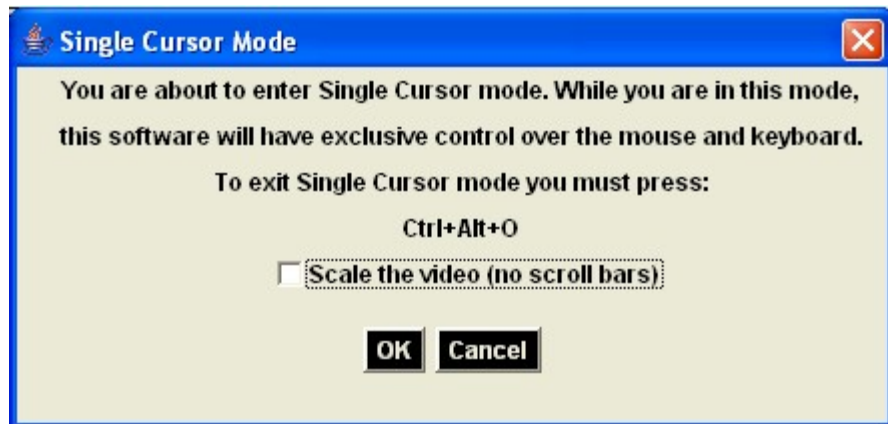 Single Cursor Mode
You are about to enter Single Cursor mode. While you are in this mode,
this software will have exclusive control over the mouse and keyboard.
To exit Single Cursor mode you must press:
Ctrl+Alt+O
Scale the video (no scroll bars)
OK Cancel